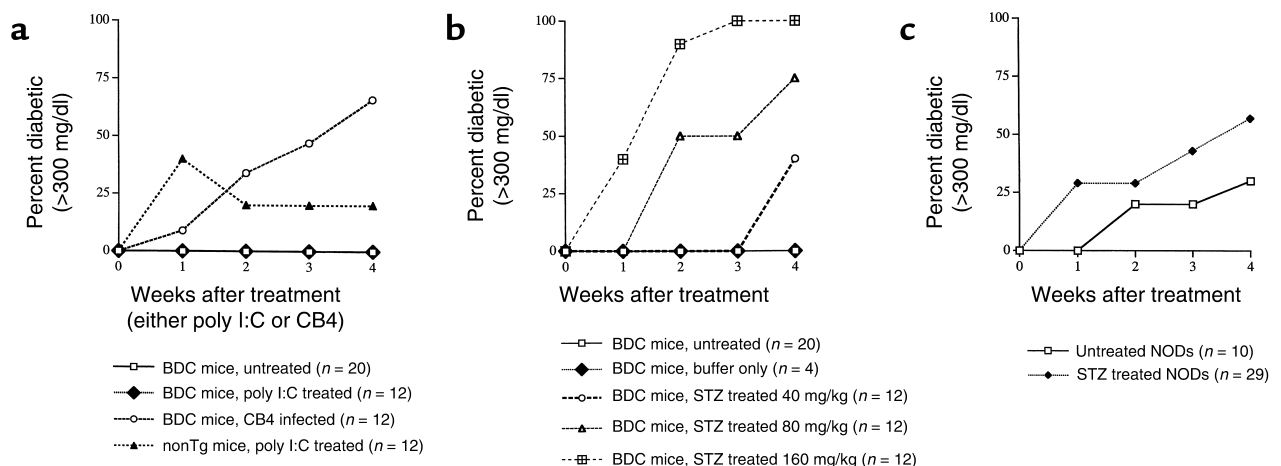 a
Percent diabetic
(>300 mg/dl)
100
75
50
25
0
0 1 2 3 4
Weeks after treatment
(either poly I:C or CB4)
BDC mice, untreated (n = 20)
BDC mice, poly I:C treated (n = 12)
BDC mice, CB4 infected (n = 12)
nonTg mice, poly I:C treated (n = 12)
b
Percent diabetic
(>300 mg/dl)
100
75
50
25
0
0 1 2 3 4
Weeks after treatment
BDC mice, untreated (n = 20)
BDC mice, buffer only (n = 4)
BDC mice, STZ treated 40 mg/kg (n = 12)
BDC mice, STZ treated 80 mg/kg (n = 12)
BDC mice, STZ treated 160 mg/kg (n = 12)
c
Percent diabetic
(>300 mg/dl)
100
75
50
25
0
0 1 2 3 4
Weeks after treatment
Untreated NODs (n = 10)
STZ treated NODs (n = 29)